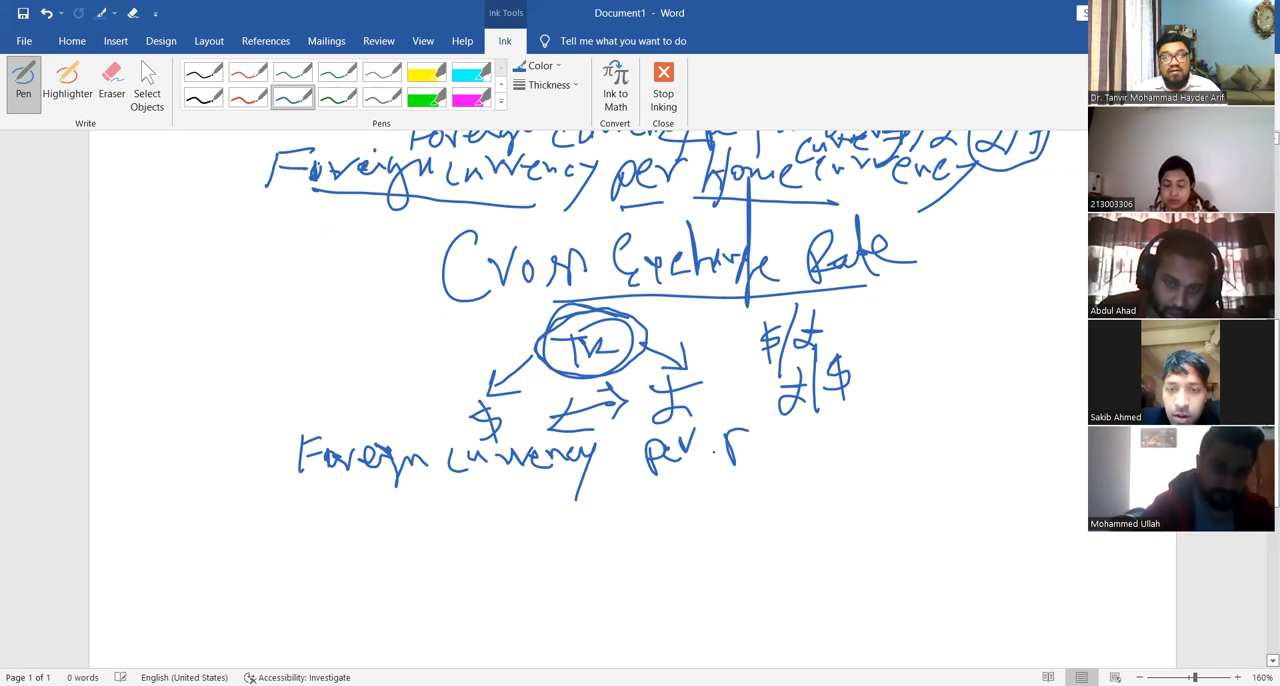 Document1 - Word
Ink Tools
File Home Insert Design Layout References Mailings Review View Help Ink Tell me what you want to do
Pen Highlighter Eraser Select Objects
Color
Thickness
Ink to Math
Stop Inking
Write Pens Convert Close
Foreign currency
currency/£ (£/$)
Foreign currency per Home currency
Cross Exchange Rate
TK
$/£
$ £
£/$
Foreign currency per F
Dr. Tanvir Mohammad Hayder Arif
213003306
Abdul Ahad
Sakib Ahmed
Mohammed Ullah
Page 1 of 1 0 words English (United States) Accessibility: Investigate 160%